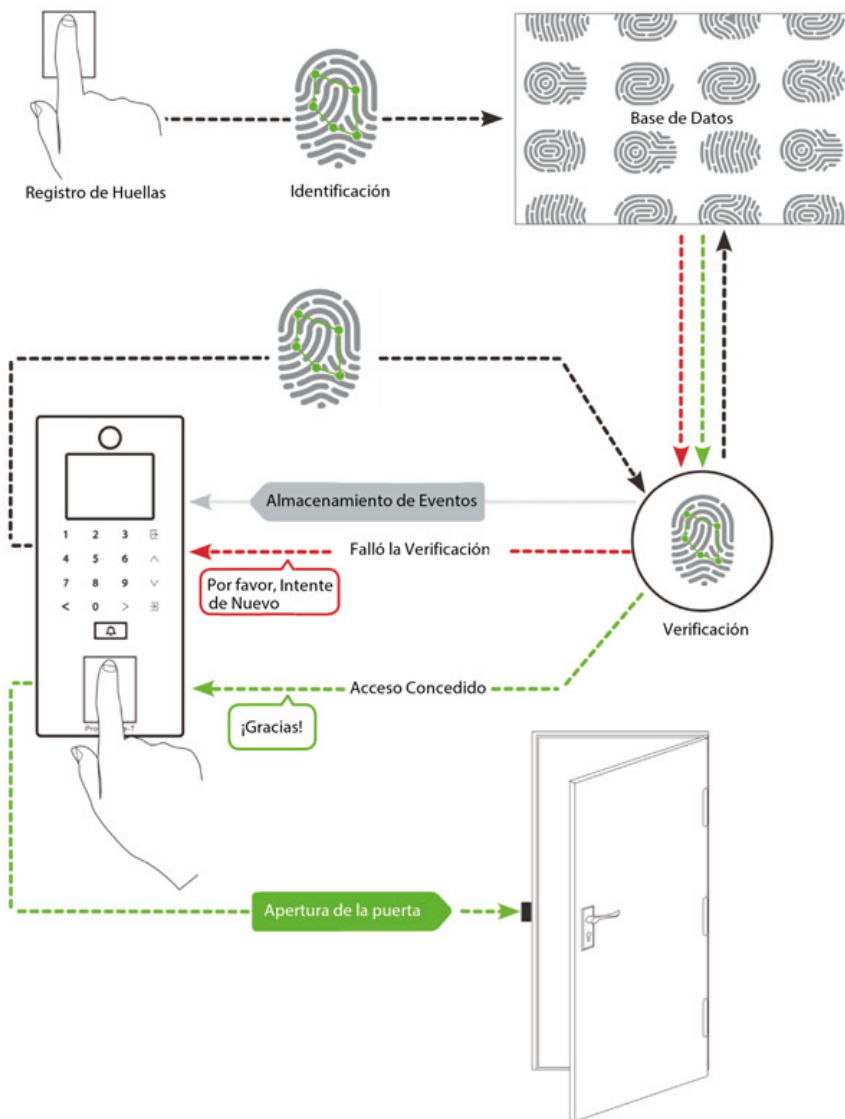 Base de Datos
Registro de Huellas
Identificación
Almacenamiento de Eventos
1 2 3
Falló la Verificación
4 5 6
7 8 9
Por favor, Intente
de Nuevo
< 0 >
Verificación
Acceso Concedido
¡Gracias!
Apertura de la puerta